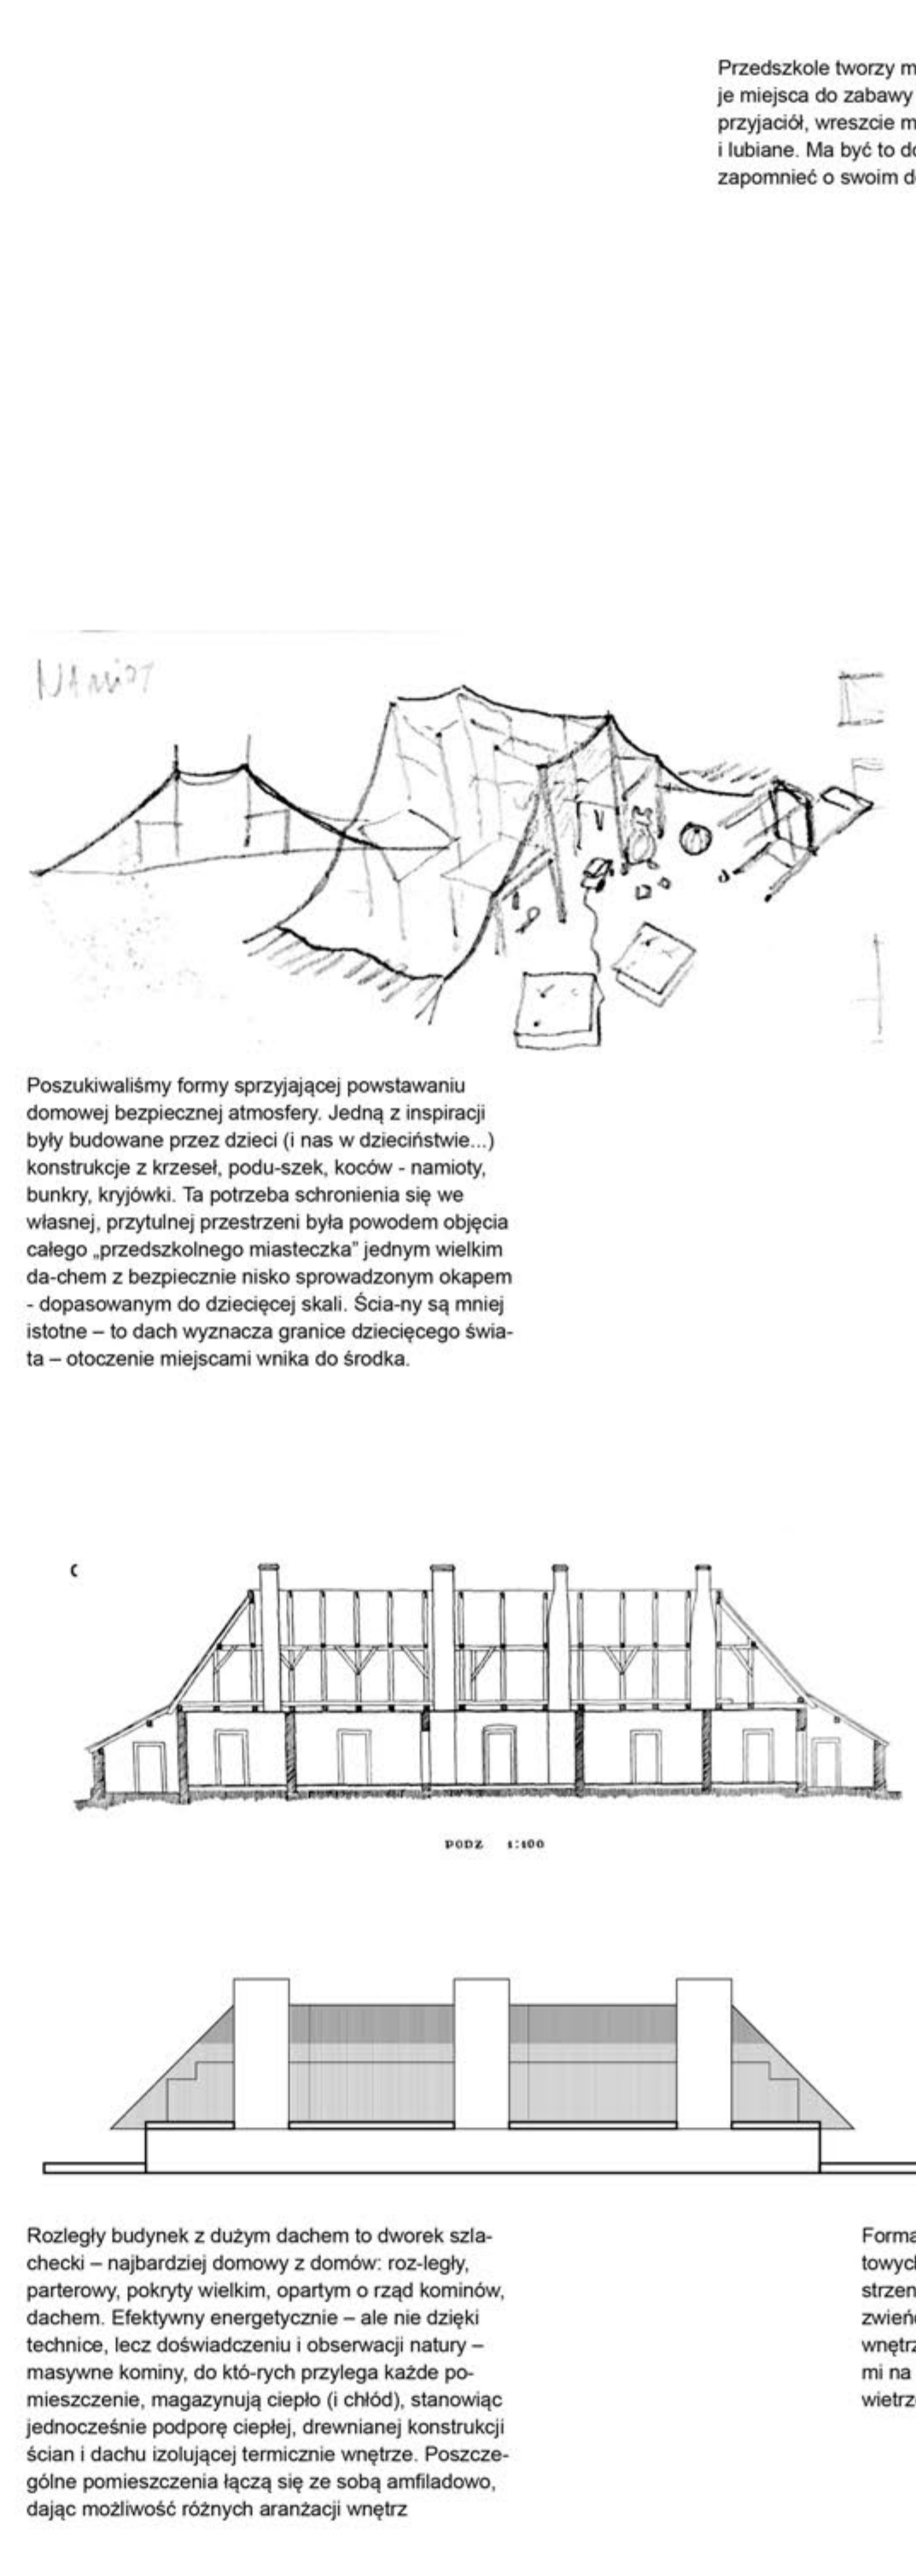 Przedszkole tworzy m
je miejsca do zabawy
przyjaciół, wreszcie m
i lubiane. Ma być to do
zapomnieć o swoim d
NAMIOT
Poszukiwaliśmy formy sprzyjającej powstawaniu
domowej bezpiecznej atmosfery. Jedną z inspiracji
były budowane przez dzieci (i nas w dzieciństwie...)
konstrukcje z krzeseł, podu-szek, koców - namioty,
bunkry, kryjówki. Ta potrzeba schronienia się we
własnej, przytulnej przestrzeni była powodem objęcia
całego „przedszkolnego miasteczka” jednym wielkim
da-chem z bezpiecznie nisko sprowadzonym okapem
- dopasowanym do dziecięcej skali. Ścia-ny są mniej
istotne – to dach wyznacza granice dziecięcego świa-
ta – otoczenie miejscami wnika do środka.
PODZ 1:100
Rozległy budynek z dużym dachem to dworek szla-
checki – najbardziej domowy z domów: roz-legły,
parterowy, pokryty wielkim, opartym o rząd kominów,
dachem. Efektywny energetycznie – ale nie dzięki
technice, lecz doświadczeniu i obserwacji natury –
masywne kominy, do któ-rych przylega każde po-
mieszczenie, magazynują ciepło (i chłód), stanowiąc
jednocześnie podporę ciepłej, drewnianej konstrukcji
ścian i dachu izolującej termicznie wnętrze. Poszcze-
gólne pomieszczenia łączą się ze sobą amfiladowo,
dając możliwość różnych aranżacji wnętrz
Forma
towych
strzen
zwień
wnętrz
mi na
wietrz